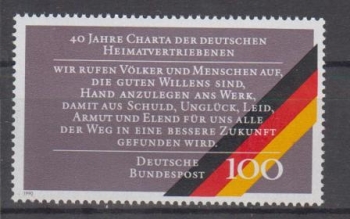 40 JAHRE CHARTA DER DEUTSCHEN
HEIMATVERTRIEBENEN
WIR RUFEN VÖLKER UND MENSCHEN AUF,
DIE GUTEN WILLENS SIND,
HAND ANZULEGEN ANS WERK,
DAMIT AUS SCHULD, UNGLÜCK, LEID,
ARMUT UND ELEND FÜR UNS ALLE
DER WEG IN EINE BESSERE ZUKUNFT
GEFUNDEN WIRD.
DEUTSCHE
BUNDESPOST 100